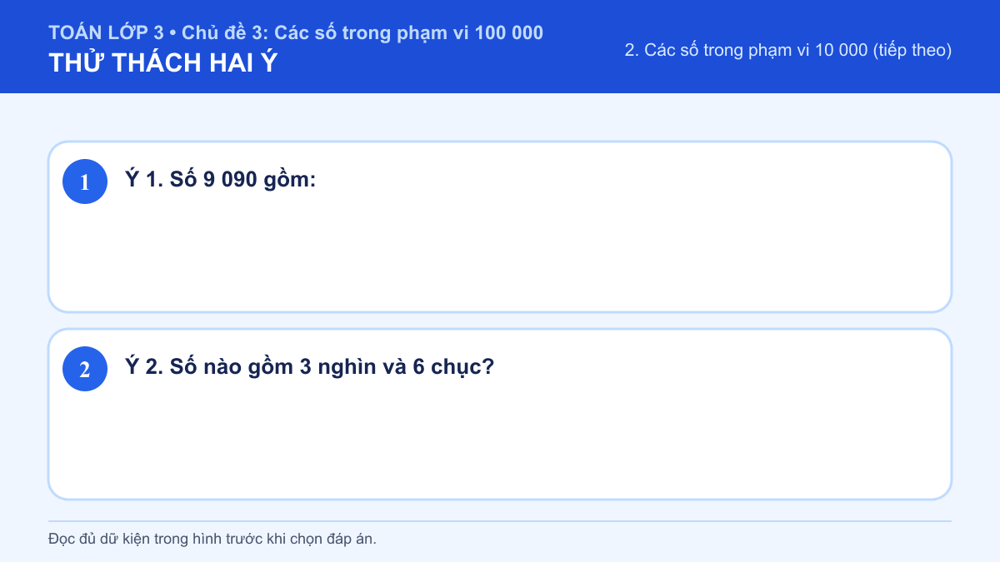 TOÁN LỚP 3 • Chủ đề 3: Các số trong phạm vi 100 000
THỬ THÁCH HAI Ý
2. Các số trong phạm vi 10 000 (tiếp theo)
1
Ý 1. Số 9 090 gồm:
2
Ý 2. Số nào gồm 3 nghìn và 6 chục?
Đọc đủ dữ kiện trong hình trước khi chọn đáp án.